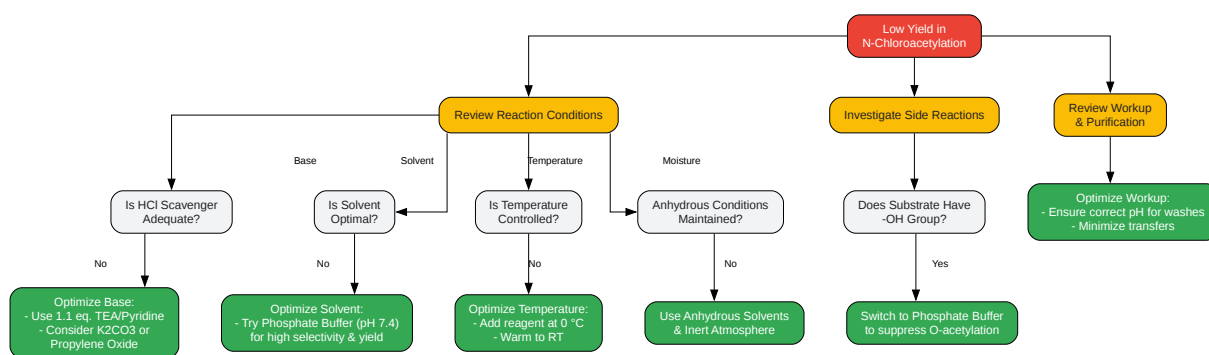 Low Yield in
N-Chloroacetylation
Review Reaction Conditions
Investigate Side Reactions
Review Workup
& Purification
Base
Solvent
Temperature
Moisture
Is HCl Scavenger
Adequate?
Is Solvent
Optimal?
Is Temperature
Controlled?
Anhydrous Conditions
Maintained?
Does Substrate Have
-OH Group?
Optimize Workup:
- Ensure correct pH for washes
- Minimize transfers
No
No
No
No
Yes
Optimize Base:
- Use 1.1 eq. TEA/Pyridine
- Consider K2CO3 or
Propylene Oxide
Optimize Solvent:
- Try Phosphate Buffer (pH 7.4)
for high selectivity & yield
Optimize Temperature:
- Add reagent at 0 °C
- Warm to RT
Use Anhydrous Solvents
& Inert Atmosphere
Switch to Phosphate Buffer
to suppress O-acetylation